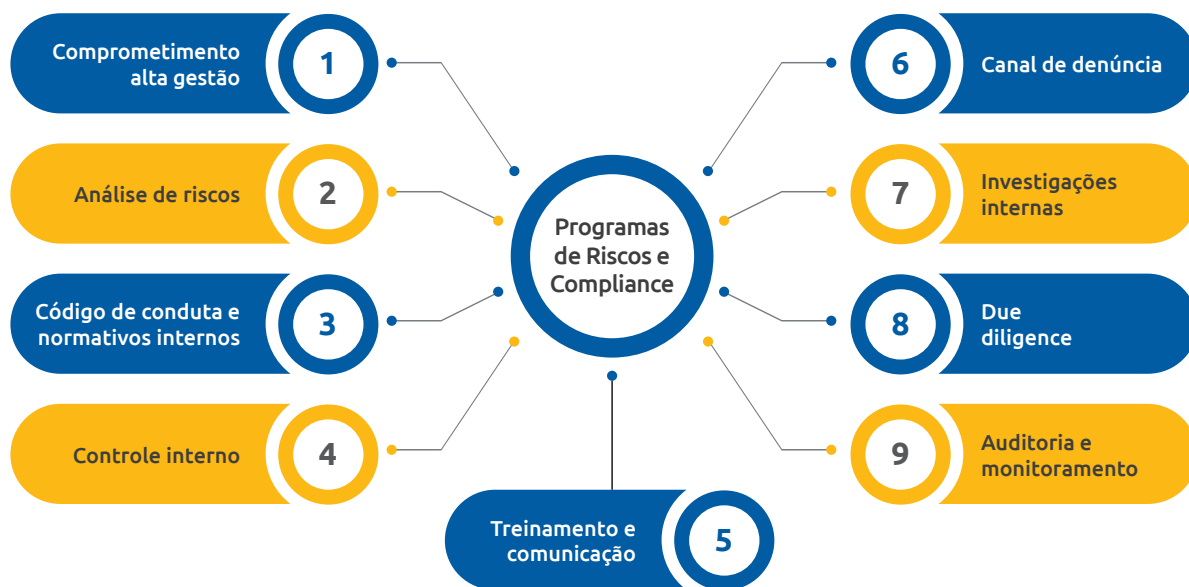 Comprometimento
alta gestão
1
Análise de riscos
2
Código de conduta e
normativos internos
3
Controle interno
4
Programas
de Riscos e
Compliance
Treinamento e
comunicação
5
6
Canal de denúncia
7
Investigações
internas
8
Due
diligence
9
Auditoria e
monitoramento